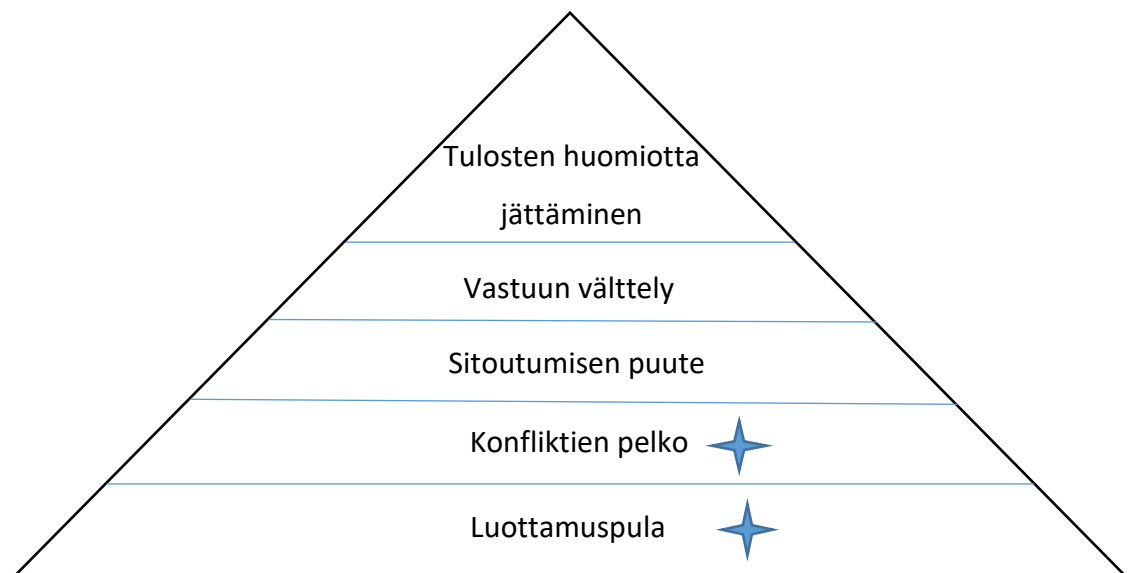 Tulosten huomiotta
jättäminen
Vastuun välttely
Sitoutumisen puute
Konfliktien pelko
Luottamuspula